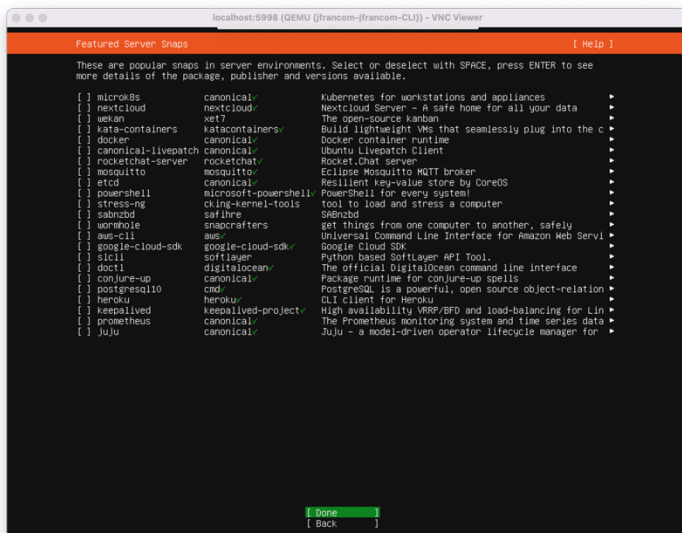 localhost:5998 (QEMU (jfrancom-jfrancom-CLI)) - VNC Viewer
Featured Server Snaps [ Help ]
These are popular snaps in server environments. Select or deselect with SPACE, press ENTER to see
more details of the package, publisher and versions available.
[ ] microk8s canonical✓ Kubernetes for workstations and appliances ▸
[ ] nextcloud nextcloud✓ Nextcloud Server - A safe home for all your data ▸
[ ] wekan xet7 The open-source kanban ▸
[ ] kata-containers katacontainers✓ Build lightweight VMs that seamlessly plug into the c ▸
[ ] docker canonical✓ Docker container runtime ▸
[ ] canonical-livepatch canonical✓ Ubuntu Livepatch Client ▸
[ ] rocketchat-server rocketchat✓ Rocket.Chat server ▸
[ ] mosquitto mosquitto✓ Eclipse Mosquitto MQTT broker ▸
[ ] etcd canonical✓ Resilient key-value store by CoreOS ▸
[ ] powershell microsoft-powershell✓ PowerShell for every system! ▸
[ ] stress-ng cking-kernel-tools tool to load and stress a computer ▸
[ ] sabnzbd safihre SABnzbd ▸
[ ] wormhole snapcrafters get things from one computer to another, safely ▸
[ ] aws-cli aws✓ Universal Command Line Interface for Amazon Web Servi ▸
[ ] google-cloud-sdk google-cloud-sdk✓ Google Cloud SDK ▸
[ ] slcli softlayer Python based SoftLayer API Tool. ▸
[ ] doctl digitalocean✓ The official DigitalOcean command line interface ▸
[ ] conjure-up canonical✓ Package runtime for conjure-up spells ▸
[ ] postgresql10 cmd✓ PostgreSQL is a powerful, open source object-relation ▸
[ ] heroku heroku✓ CLI client for Heroku ▸
[ ] keepalived keepalived-project✓ High availability VRRP/BFD and load-balancing for Lin ▸
[ ] prometheus canonical✓ The Prometheus monitoring system and time series data ▸
[ ] juju canonical✓ Juju - a model-driven operator lifecycle manager for ▸
[ Done ]
[ Back ]